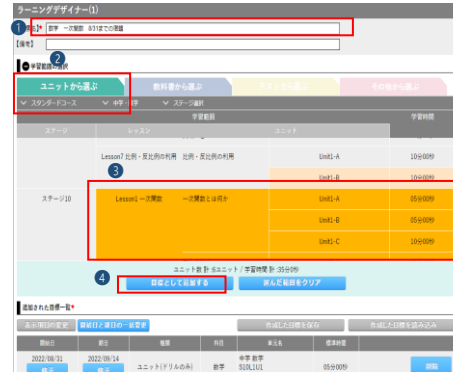 ラーニングデザイナー(1)
1
】* 数学 一次関数 8/31までの宿題
【備考】
2
学習範囲の選択
ユニットから選ぶ 教科書から選ぶ その他から選ぶ
スタンダードコース 中学 ステージ選択
学習範囲 学習時間
ステージ レッスン ユニット
Lesson7 比例・反比例の利用 比例・反比例の利用 Unit1-A 10分00秒
3
Unit1-B 10分00秒
ステージ10 Lesson1 一次関数 一次関数とは何か Unit1-A 05分00秒
Unit1-B 05分00秒
Unit1-C 10分00秒
ユニット数 計:6ユニット / 学習時間 計:35分0秒
4
目標として追加する 選んだ範囲をクリア
追加された目標一覧*
表示項目の変更 開始日と期日の一括変更 作成した目標を保存 作成した目標を読み込み
開始日 期日 種類 科目 単元名 標準時間
2022/08/31 2022/09/14 ユニット(ドリルのみ) 数学 中学 数学 05分00秒 削除
S10L1U1